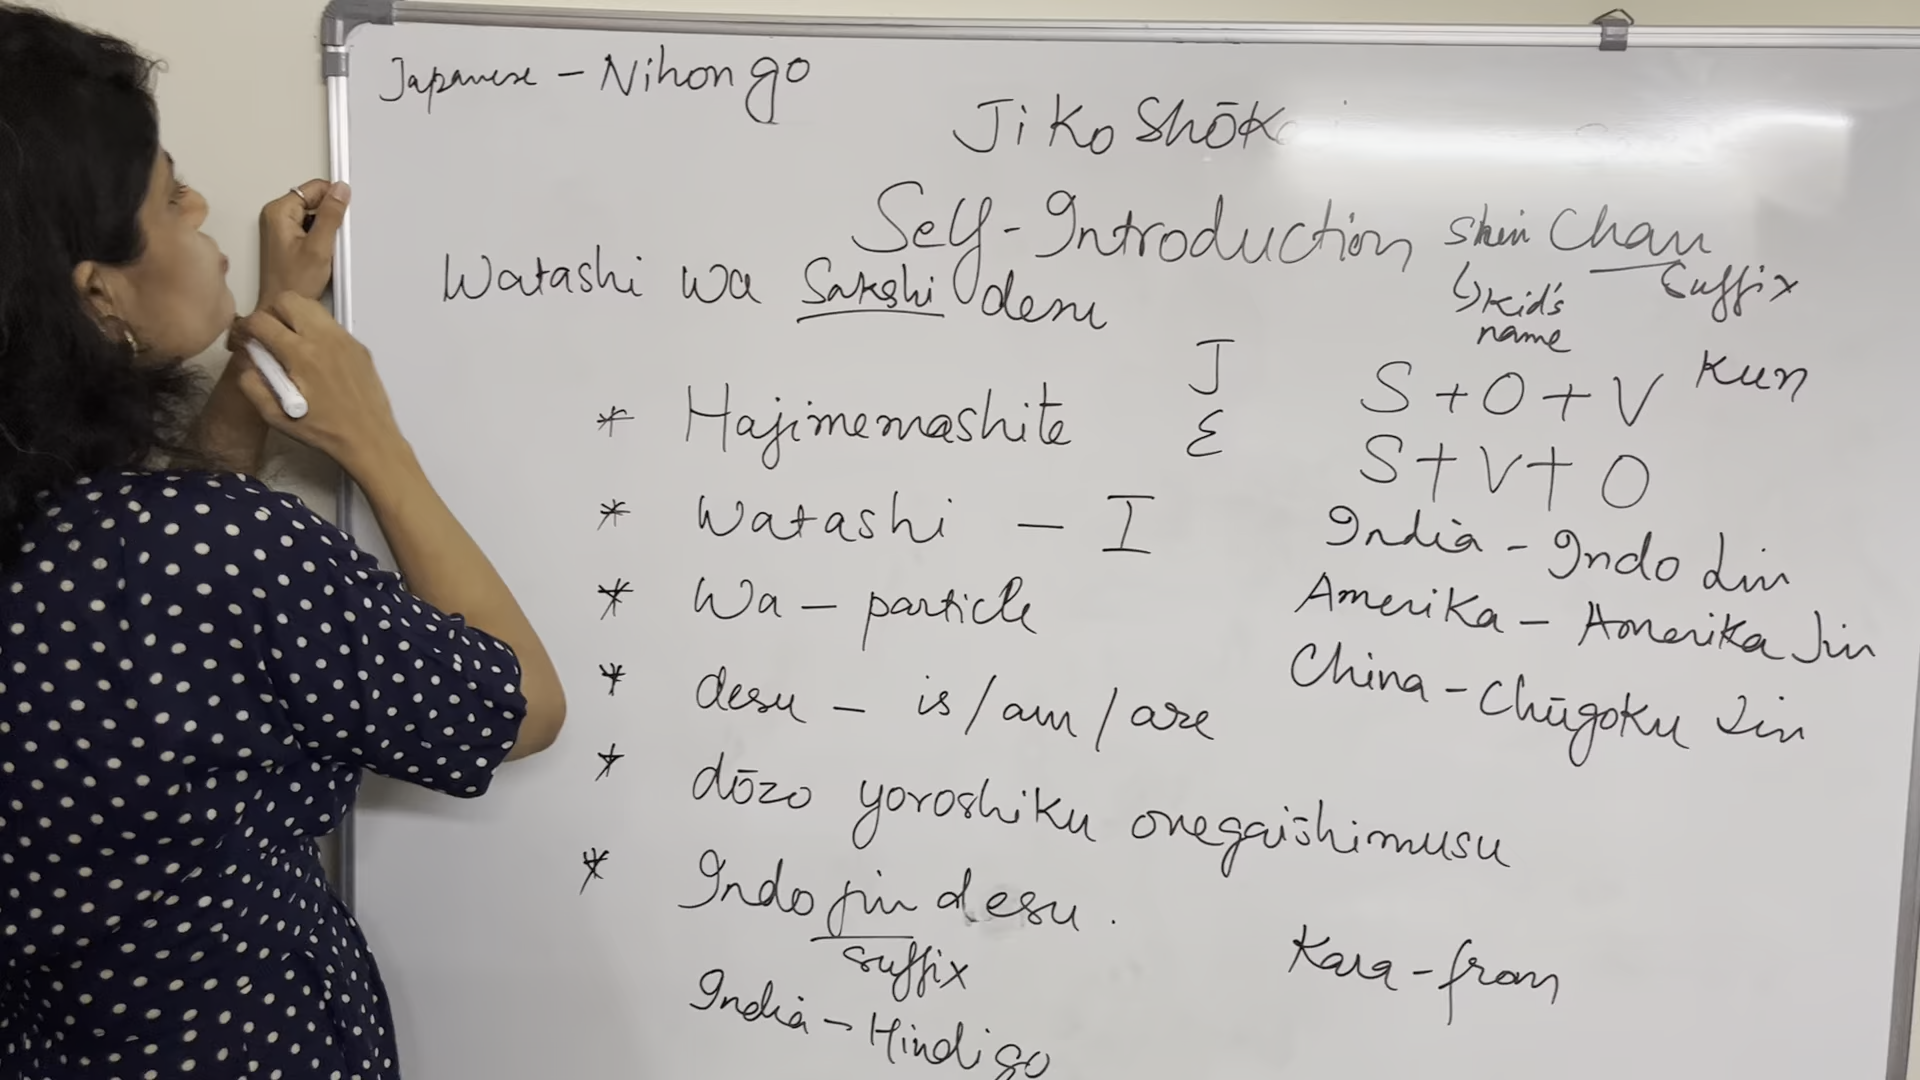 Japanese - Nihongo
Jiko Shōk
Self-Introduction
Shin Chan
Suffix
Kid's
name
Kun
Watashi wa Sakshi desu
* Hajimemashite
J S + O + V
E S + V + O
* Watashi - I
* Wa - particle
* desu - is/am/are
* dōzo yoroshiku onegaishimusu
* Indo jin desu.
suffix
India - Hindi go
India - Indo Jin
Amerika - Amerika Jin
China - Chūgoku Jin
Kara - from